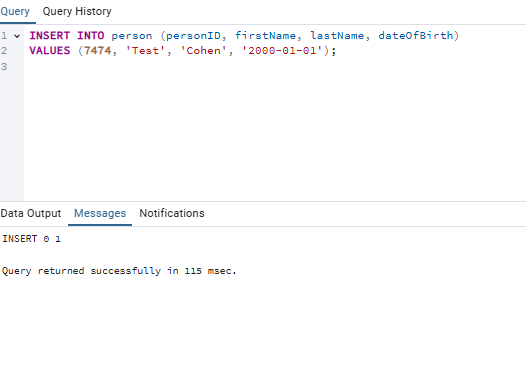 Query Query History
1 INSERT INTO person (personID, firstName, lastName, dateOfBirth)
2 VALUES (7474, 'Test', 'Cohen', '2000-01-01');
3
Data Output Messages Notifications
INSERT 0 1
Query returned successfully in 115 msec.